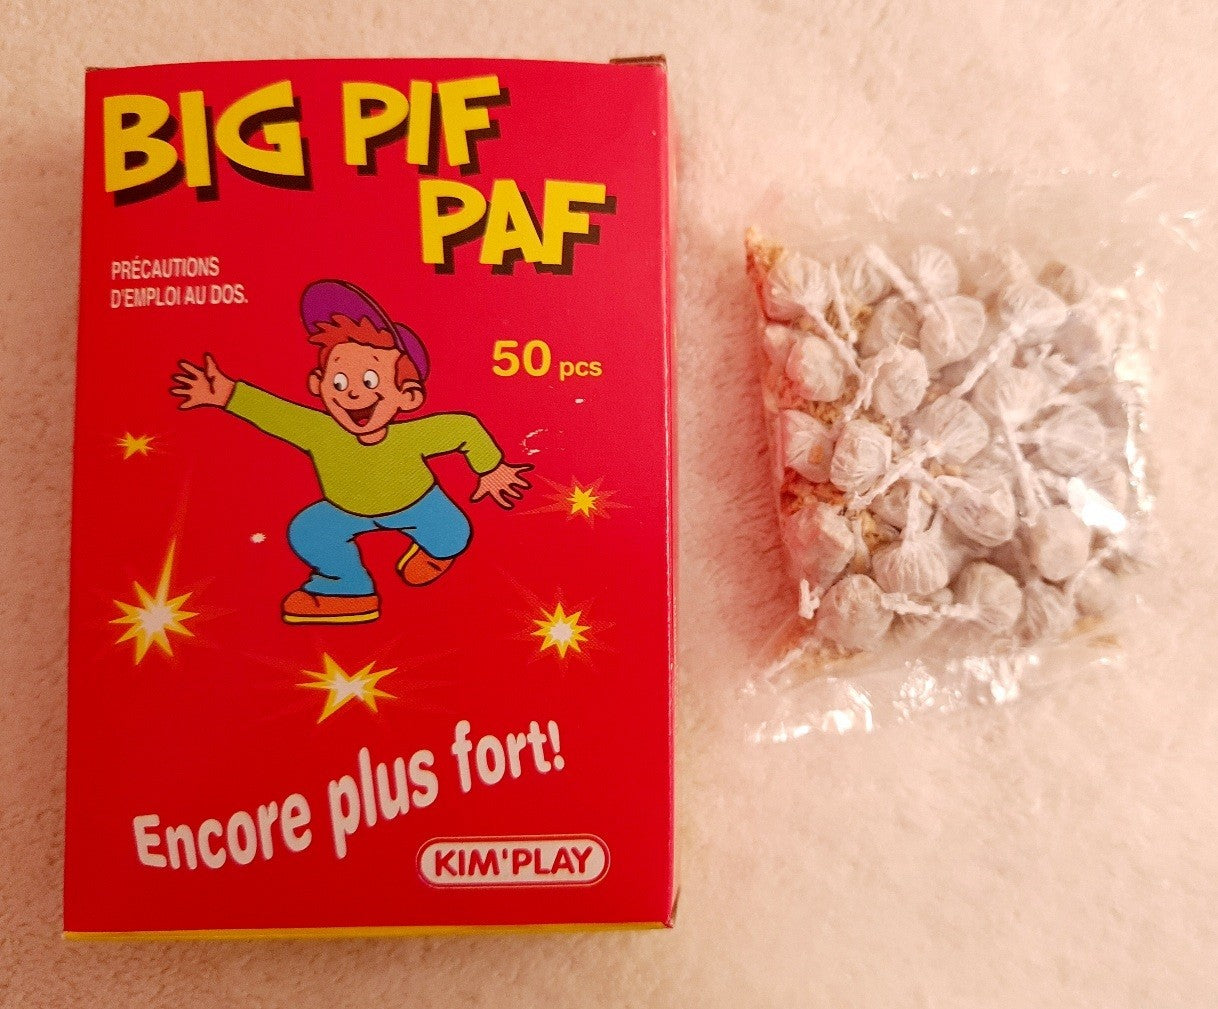 BIG PIF
PAF
PRÉCAUTIONS
D'EMPLOI AU DOS.
50 pcs
Encore plus fort!
KIM'PLAY